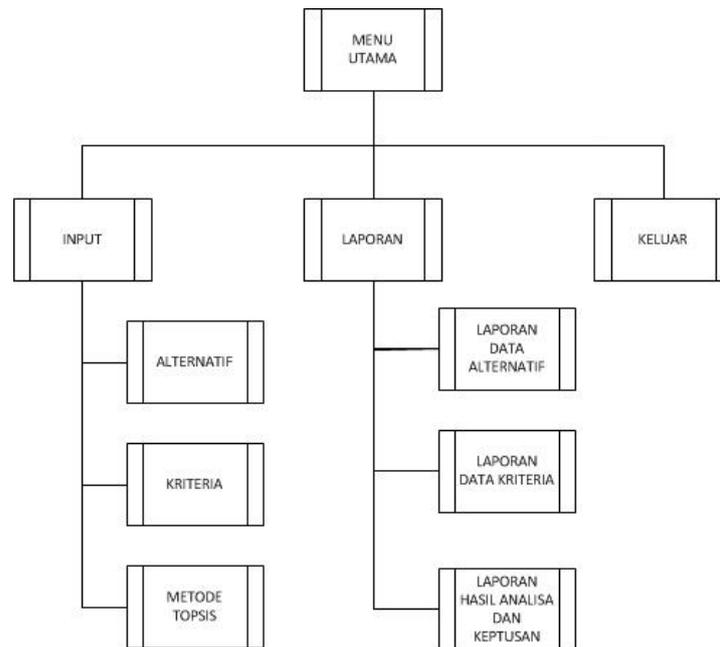 MENU
UTAMA
INPUT
LAPORAN
KELUAR
ALTERNATIF
KRITERIA
METODE
TOPSIS
LAPORAN
DATA
ALTERNATIF
LAPORAN
DATA KRITERIA
LAPORAN
HASIL ANALISA
DAN
KEPTUSAN